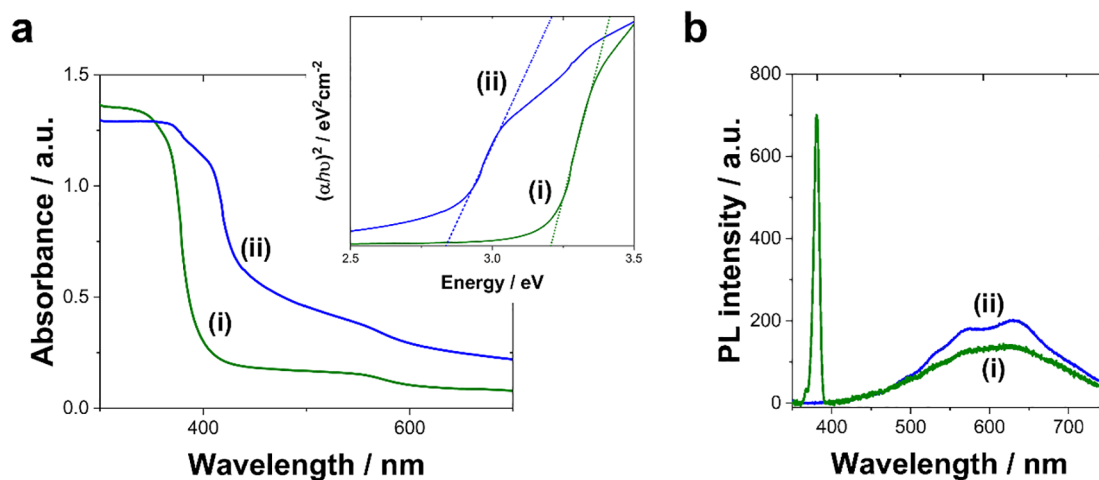 a
1.5
1.0
0.5
0.0
Absorbance / a.u.
400
600
Wavelength / nm
(i)
(ii)
(αhυ)² / eV²cm⁻²
2.5
3.0
3.5
Energy / eV
(ii)
(i)
b
800
600
400
200
0
PL intensity / a.u.
400
500
600
700
Wavelength / nm
(ii)
(i)